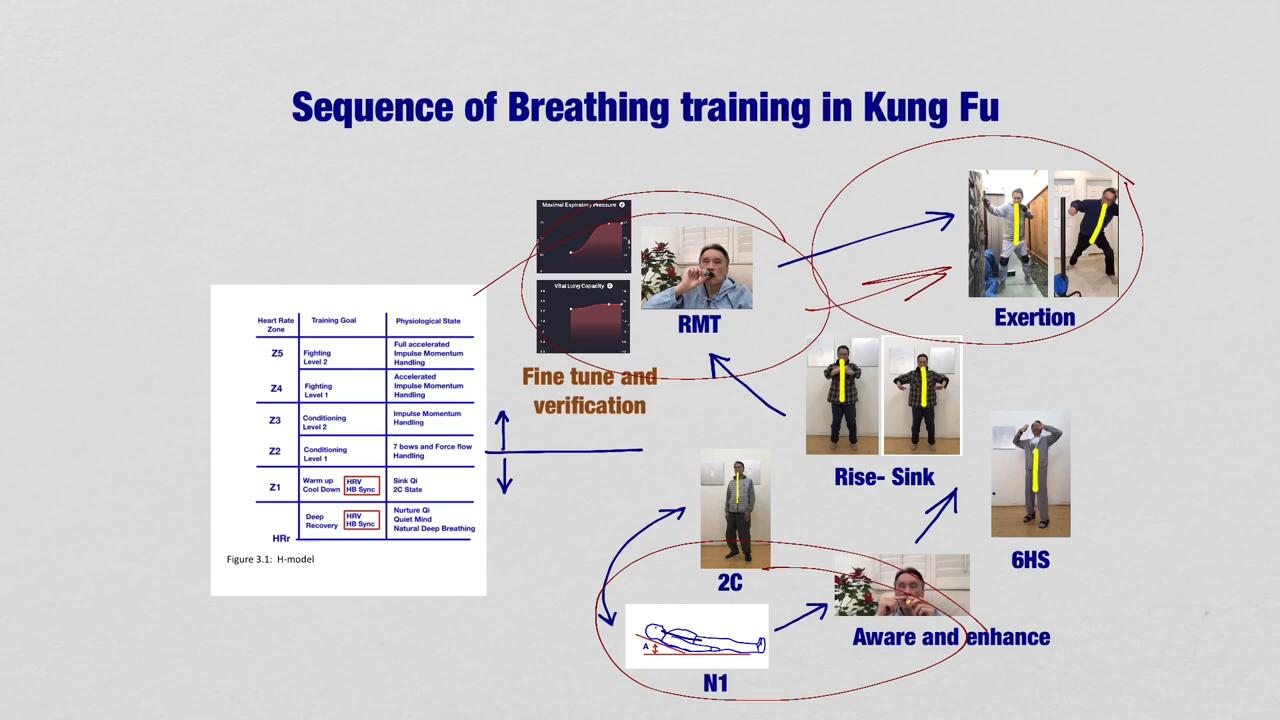 Sequence of Breathing training in Kung Fu
Maximal Expiratory Pressure
Vital Lung Capacity
RMT
Exertion
Fine tune and
verification
Heart Rate
Zone
Training Goal
Physiological State
Z5
Fighting
Level 2
Full accelerated
Impulse Momentum
Handling
Z4
Fighting
Level 1
Accelerated
Impulse Momentum
Handling
Z3
Conditioning
Level 2
Impulse Momentum
Handling
Z2
Conditioning
Level 1
7 bows and Force flow
Handling
Z1
Warm up
Cool Down
HRV
HB Sync
Sink Qi
2C State
Deep
Recovery
HRV
HB Sync
Nurture Qi
Quiet Mind
Natural Deep Breathing
HRr
Figure 3.1: H-model
Rise- Sink
6HS
2C
Aware and enhance
A
N1